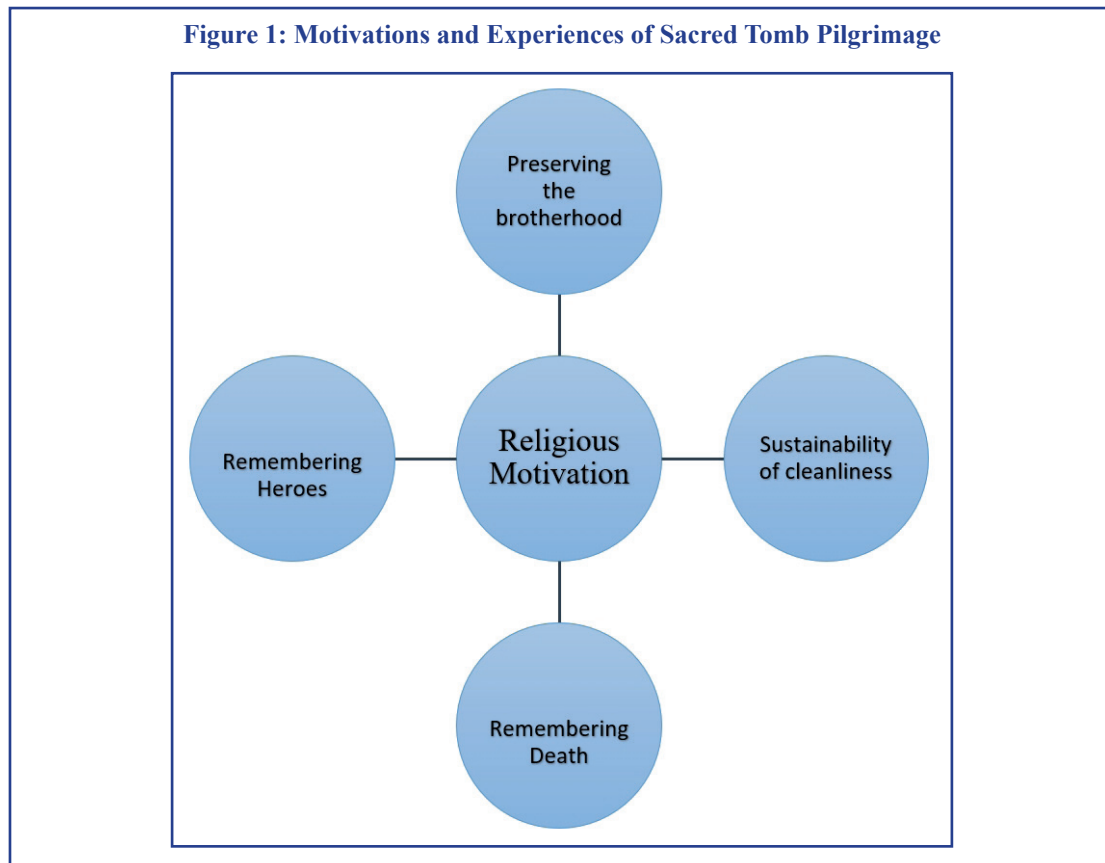 Figure 1: Motivations and Experiences of Sacred Tomb Pilgrimage
Preserving
the
brotherhood
Remembering
Heroes
Religious
Motivation
Sustainability
of cleanliness
Remembering
Death